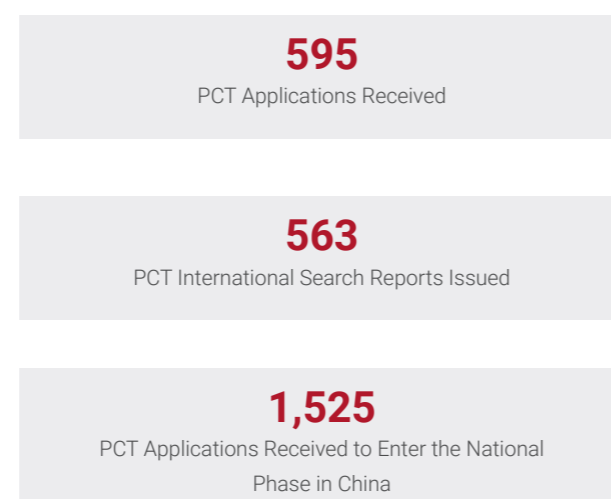 595
PCT Applications Received
563
PCT International Search Reports Issued
1,525
PCT Applications Received to Enter the National
Phase in China